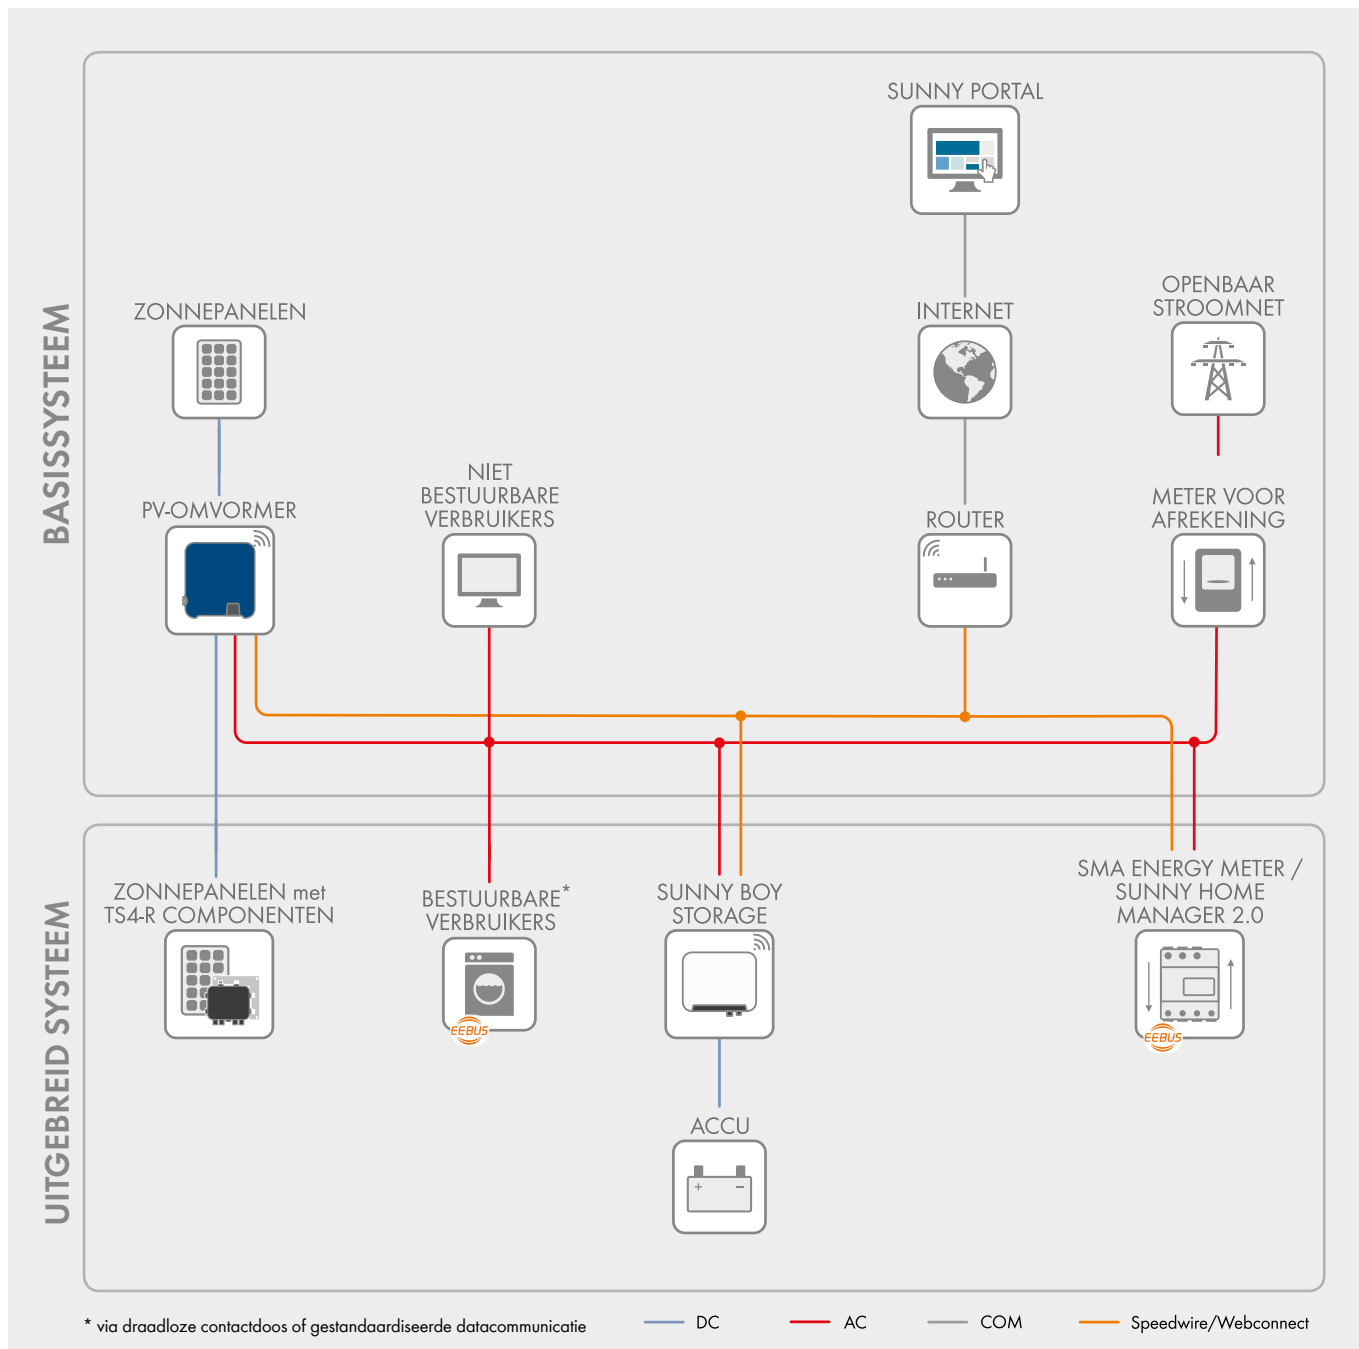 BASISSYSTEEM
SUNNY PORTAL
ZONNEPANELEN
INTERNET
OPENBAAR
STROOMNET
PV-OMVORMER
NIET
BESTUURBARE
VERBRUIKERS
ROUTER
METER VOOR
AFREKENING
UITGEBREID SYSTEEM
ZONNEPANELEN met
TS4-R COMPONENTEN
BESTUURBARE*
VERBRUIKERS
EEBUS
SUNNY BOY
STORAGE
SMA ENERGY METER /
SUNNY HOME
MANAGER 2.0
EEBUS
ACCU
+ −
* via draadloze contactdoos of gestandaardiseerde datacommunicatie
DC
AC
COM
Speedwire/Webconnect